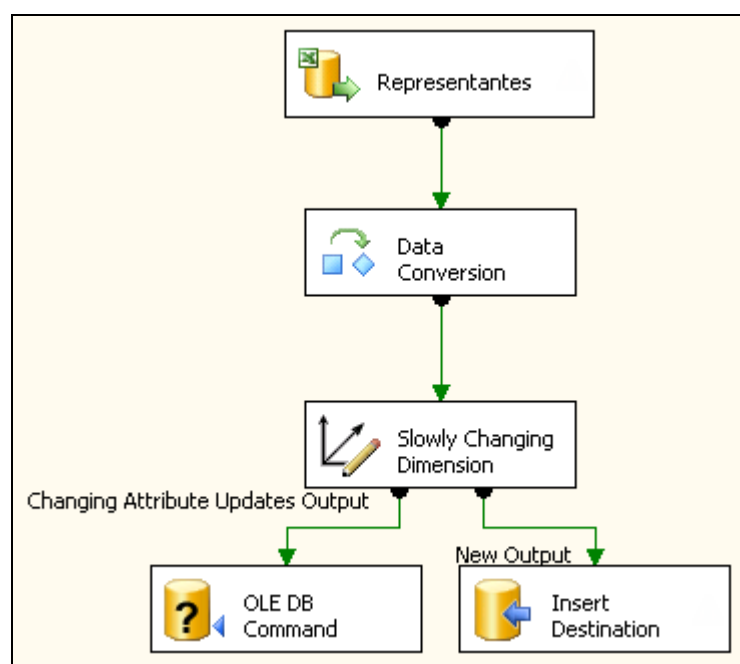 Representantes
Data
Conversion
Slowly Changing
Dimension
Changing Attribute Updates Output
New Output
OLE DB
Command
Insert
Destination